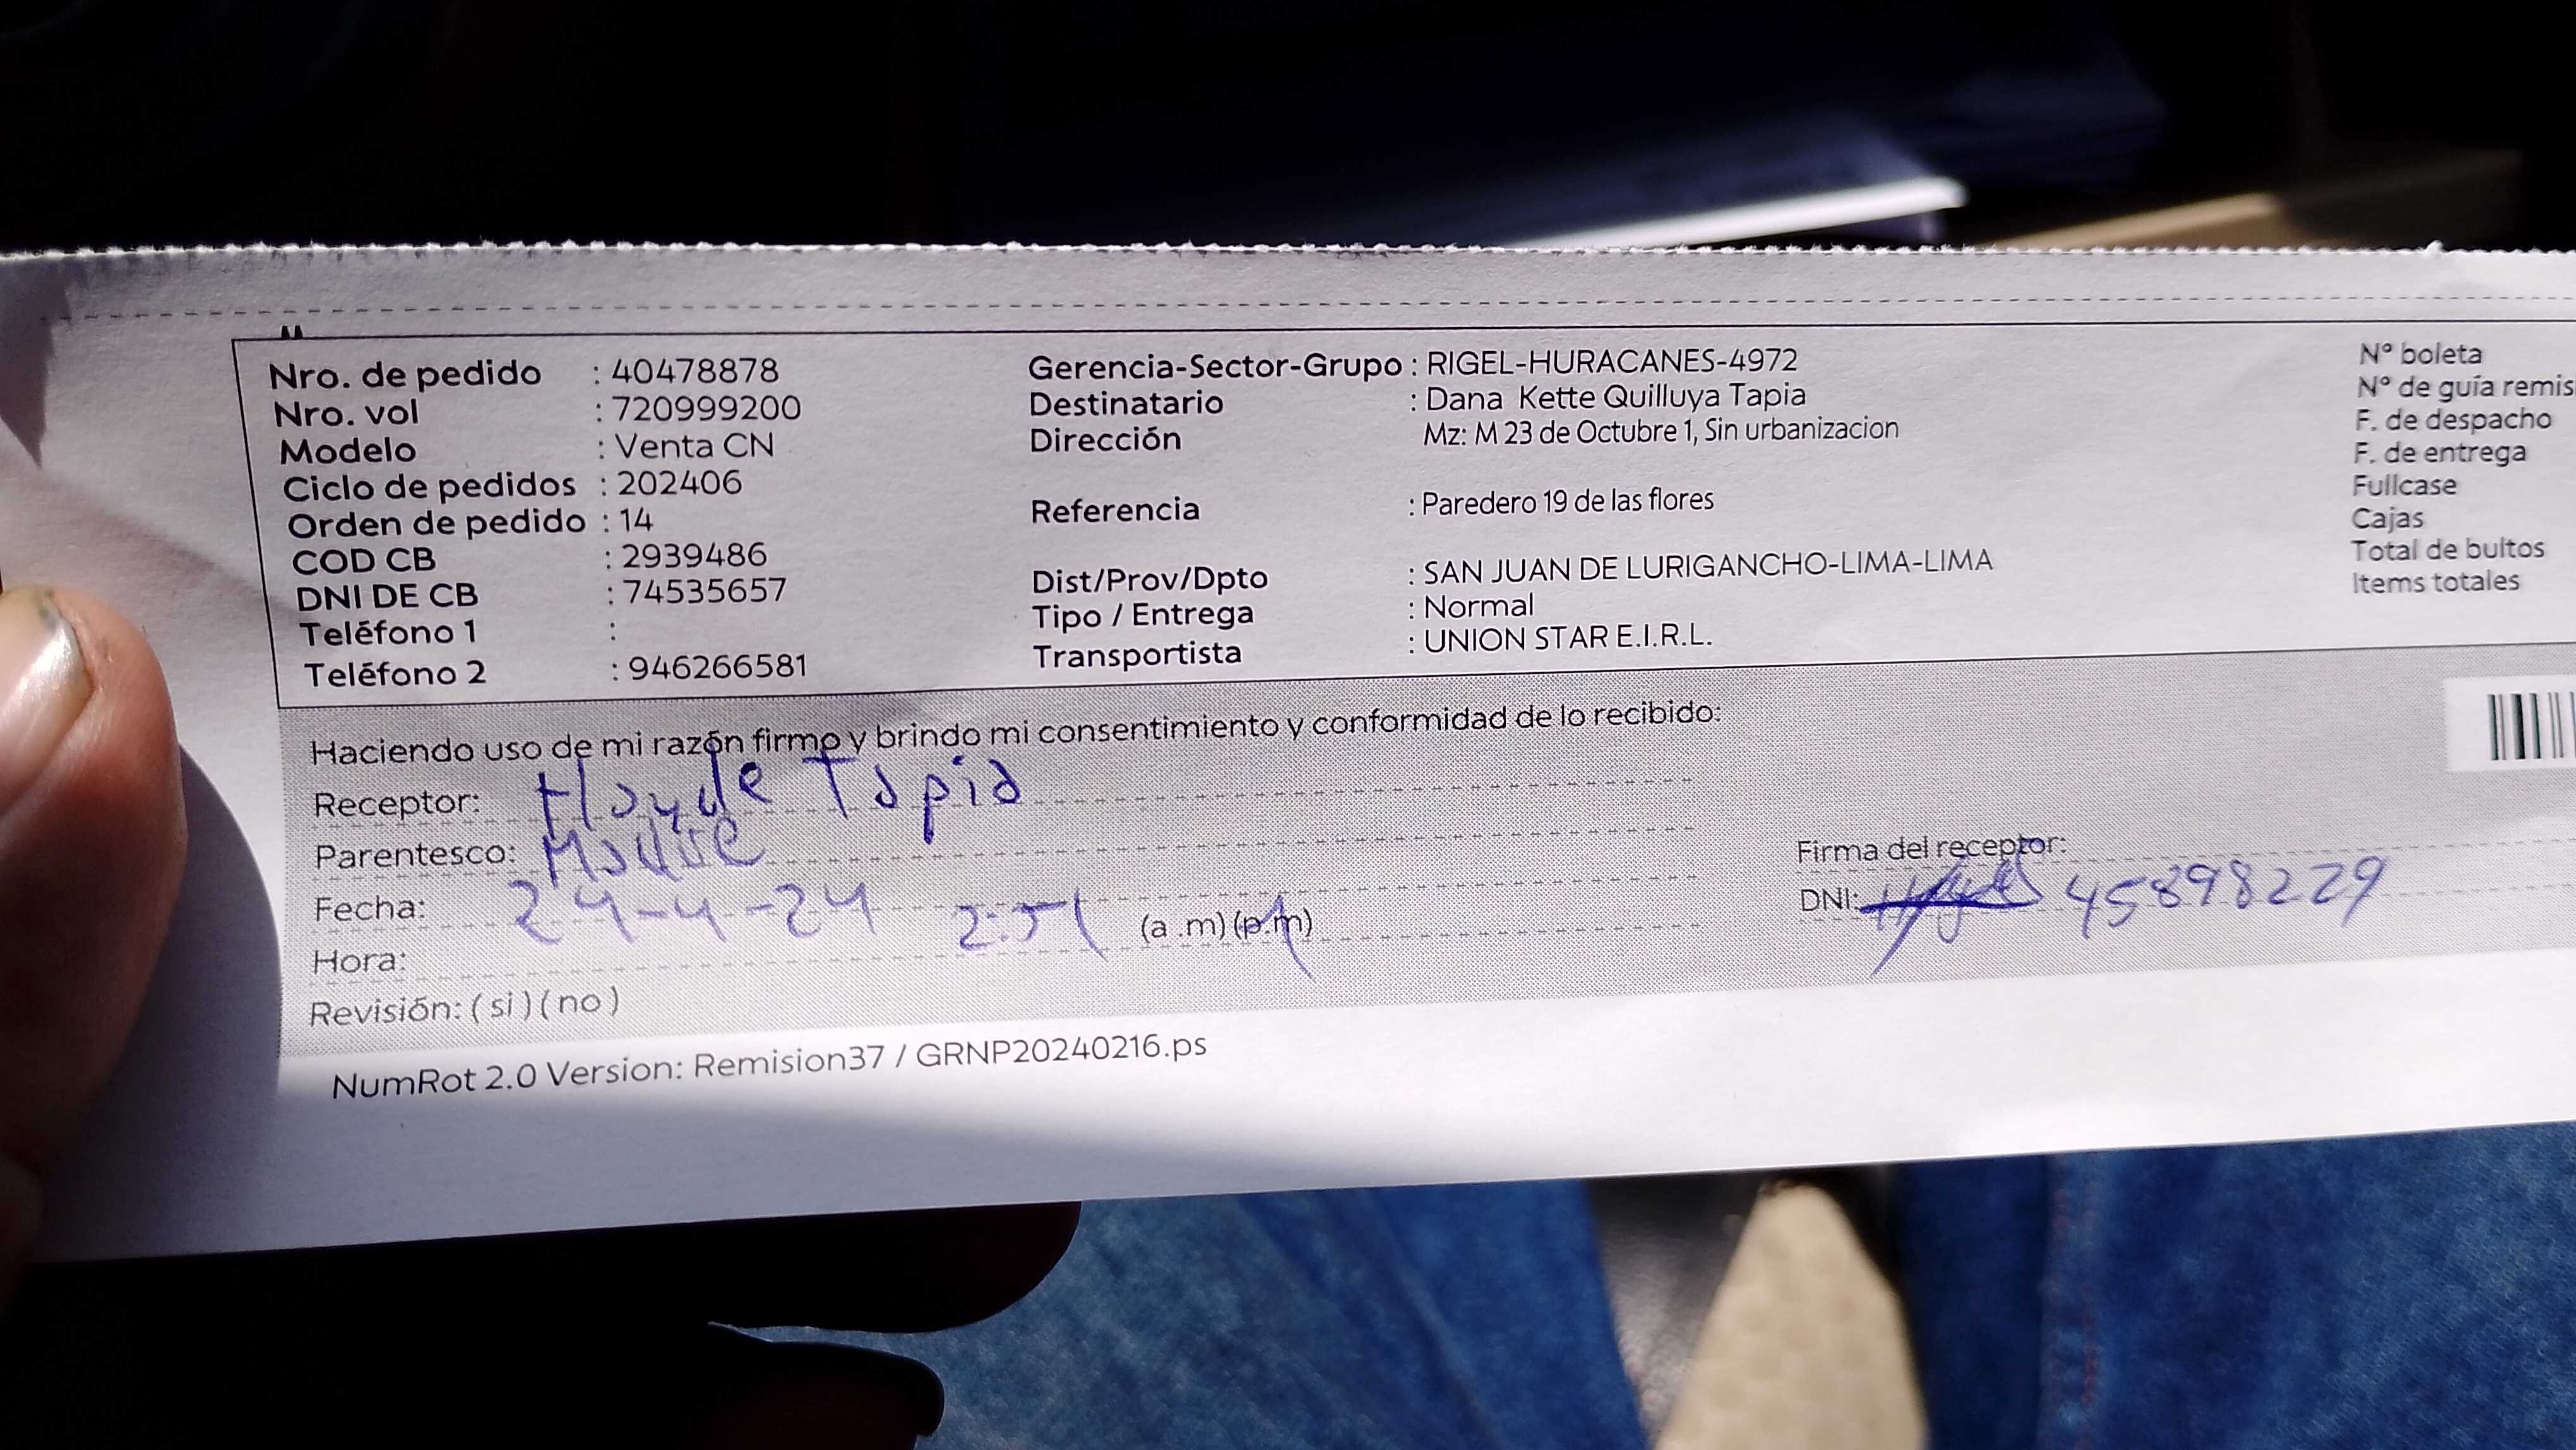 Nro. de pedido : 40478878
Nro. vol : 720999200
Modelo : Venta CN
Ciclo de pedidos : 202406
Orden de pedido : 14
COD CB : 2939486
DNI DE CB : 74535657
Teléfono 1 :
Teléfono 2 : 946266581
Gerencia-Sector-Grupo : RIGEL-HURACANES-4972
Destinatario : Dana Kette Quilluya Tapia
Dirección Mz: M 23 de Octubre 1, Sin urbanizacion
Referencia : Paredero 19 de las flores
Dist/Prov/Dpto : SAN JUAN DE LURIGANCHO-LIMA-LIMA
Tipo / Entrega : Normal
Transportista : UNION STAR E.I.R.L.
N° boleta
N° de guía remis
F. de despacho
F. de entrega
Fullcase
Cajas
Total de bultos
Items totales
Haciendo uso de mi razón firmo y brindo mi consentimiento y conformidad de lo recibido:
Receptor: Hayde Tapia
Parentesco: Madre
Fecha: 24-4-24 2:51 (a .m) (p.m)
Hora:
Revisión: ( si ) ( no )
Firma del receptor:
DNI: 45898229
NumRot 2.0 Version: Remision37 / GRNP20240216.ps